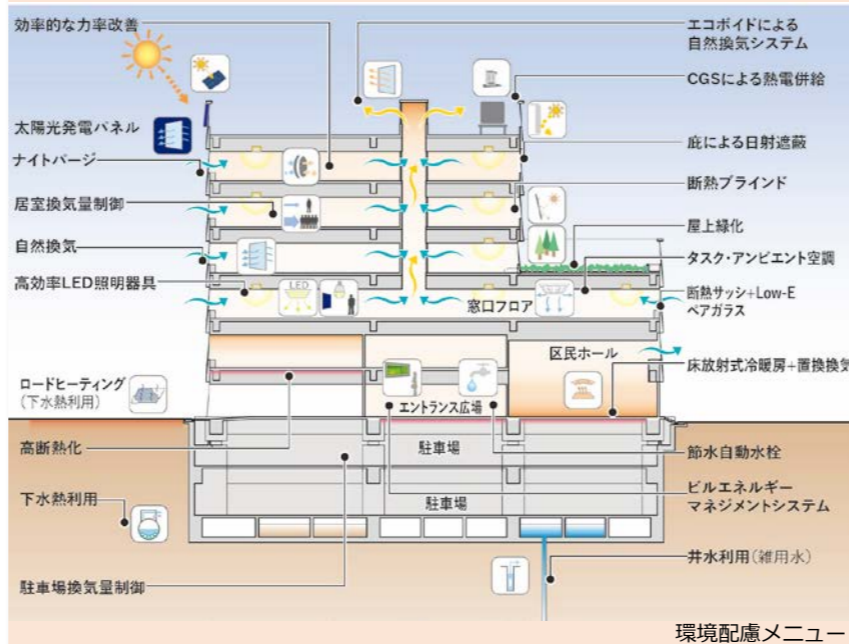 効率的な力率改善
太陽光発電パネル
ナイトパージ
居室換気量制御
自然換気
高効率LED照明器具
ロードヒーティング
(下水熱利用)
高断熱化
下水熱利用
駐車場換気量制御
LED
窓口フロア
区民ホール
エントランス広場
駐車場
駐車場
エコボイドによる
自然換気システム
CGSによる熱電併給
庇による日射遮蔽
断熱ブラインド
屋上緑化
タスク・アンビエント空調
断熱サッシ+Low-E
ペアガラス
床放射式冷暖房+置換換気
節水自動水栓
ビルエネルギー
マネジメントシステム
井水利用(雑用水)
環境配慮メニュー